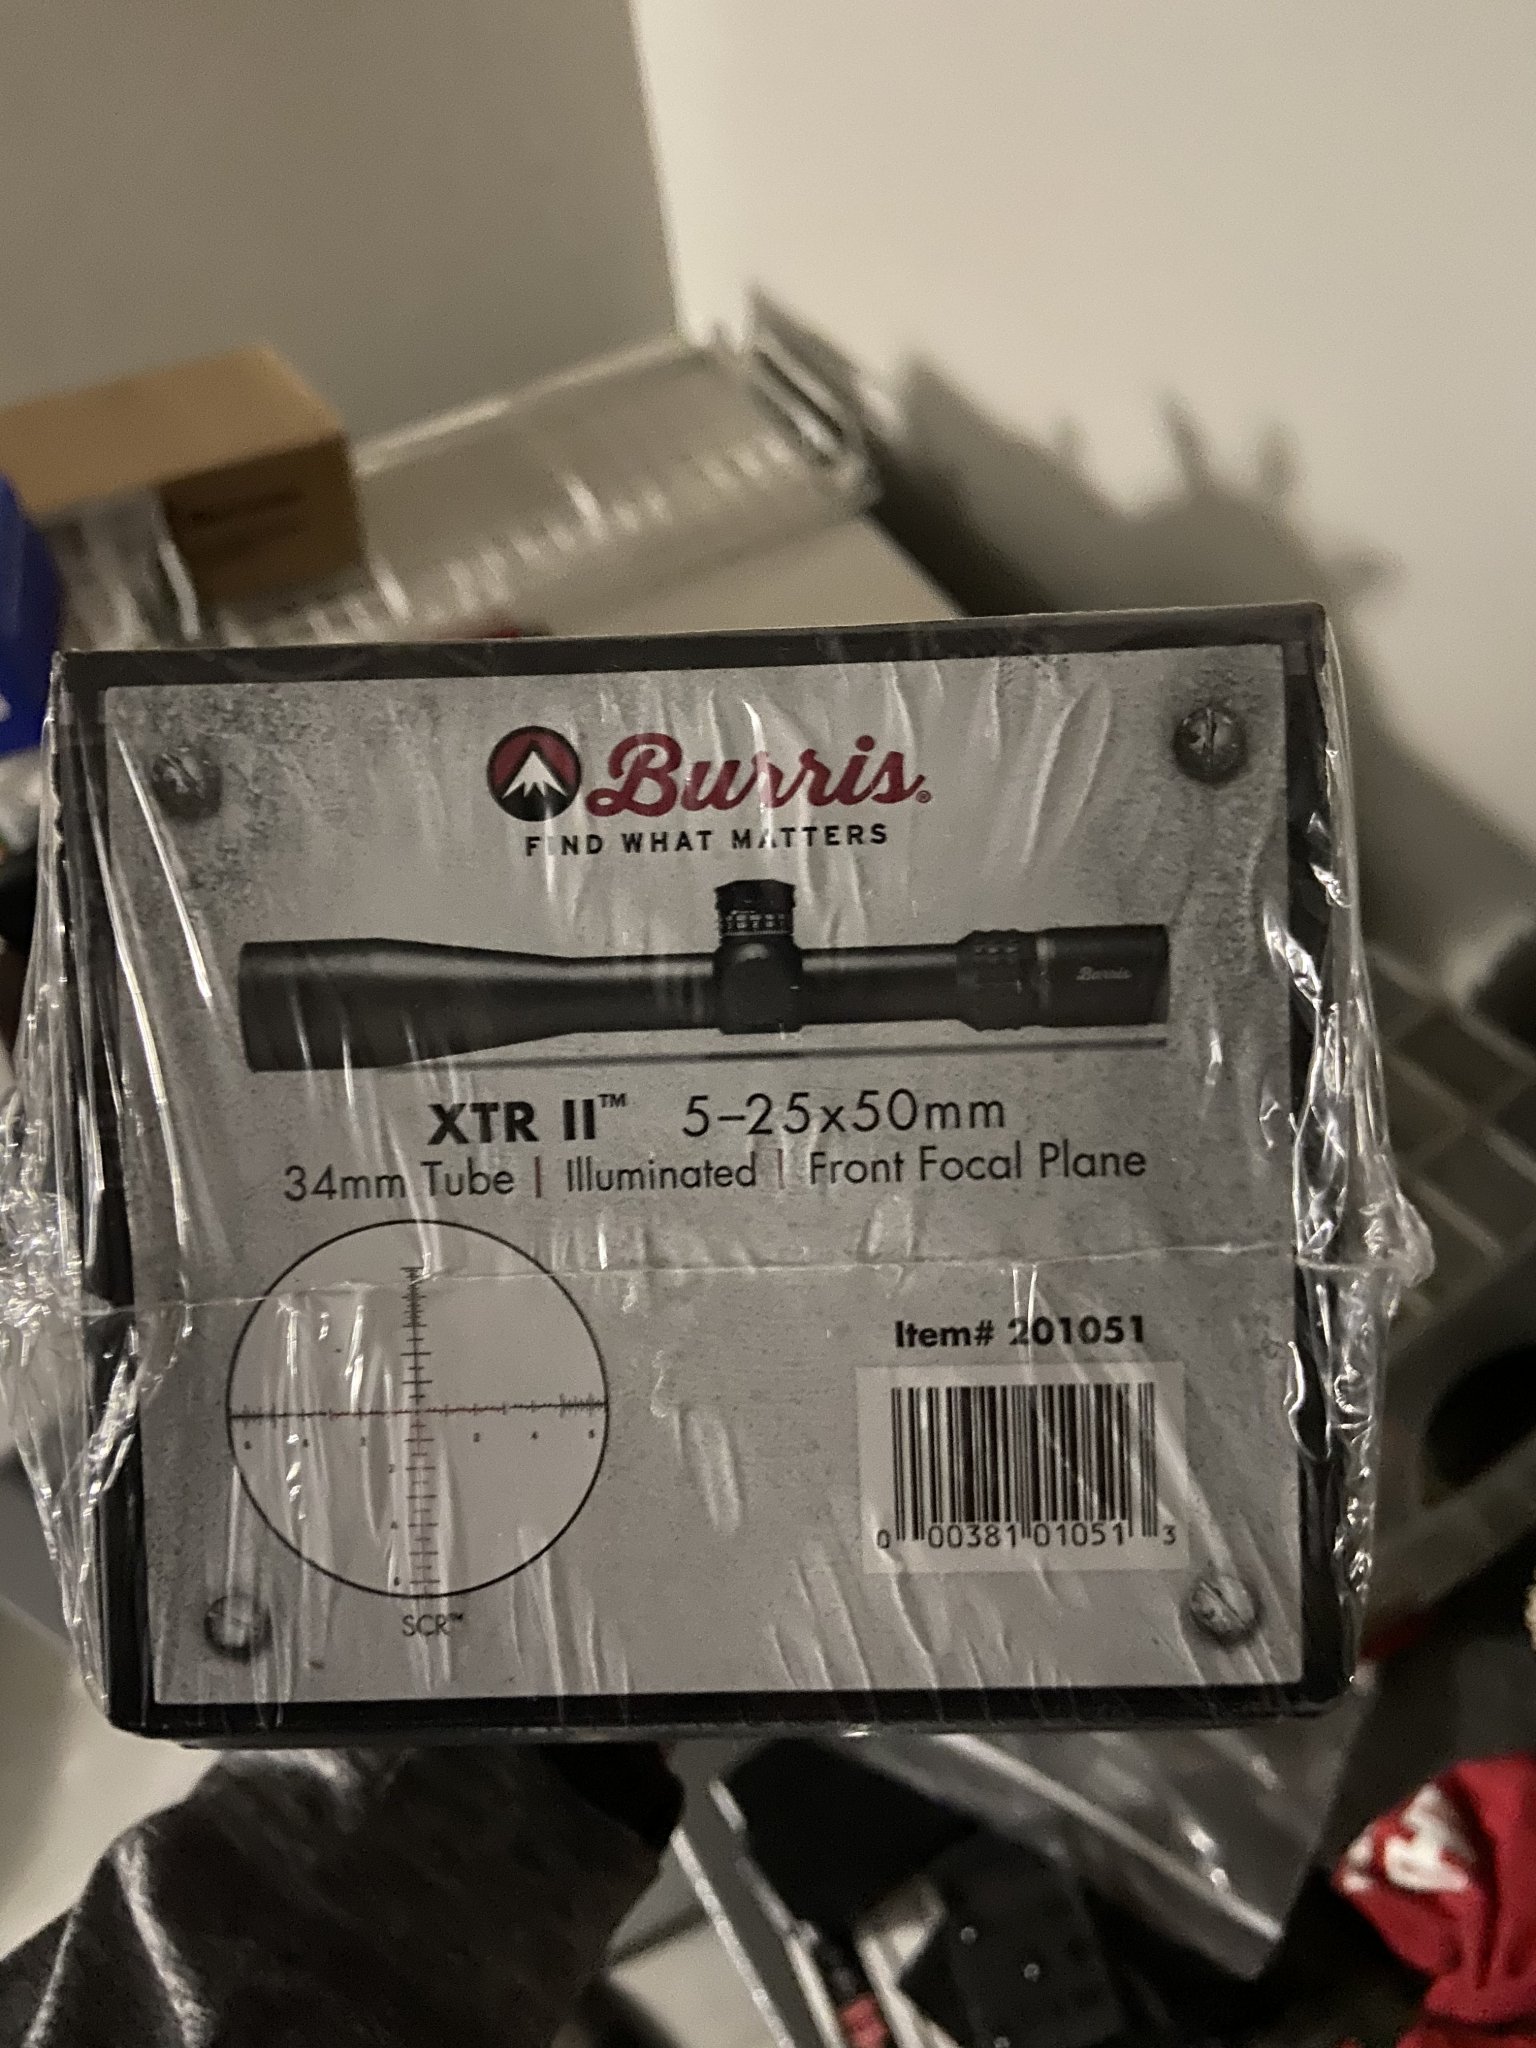 Burris®
FIND WHAT MATTERS
Burris
XTR II™ 5-25x50mm
34mm Tube | Illuminated | Front Focal Plane
Item# 201051
0 00381 01051 3
SCR™